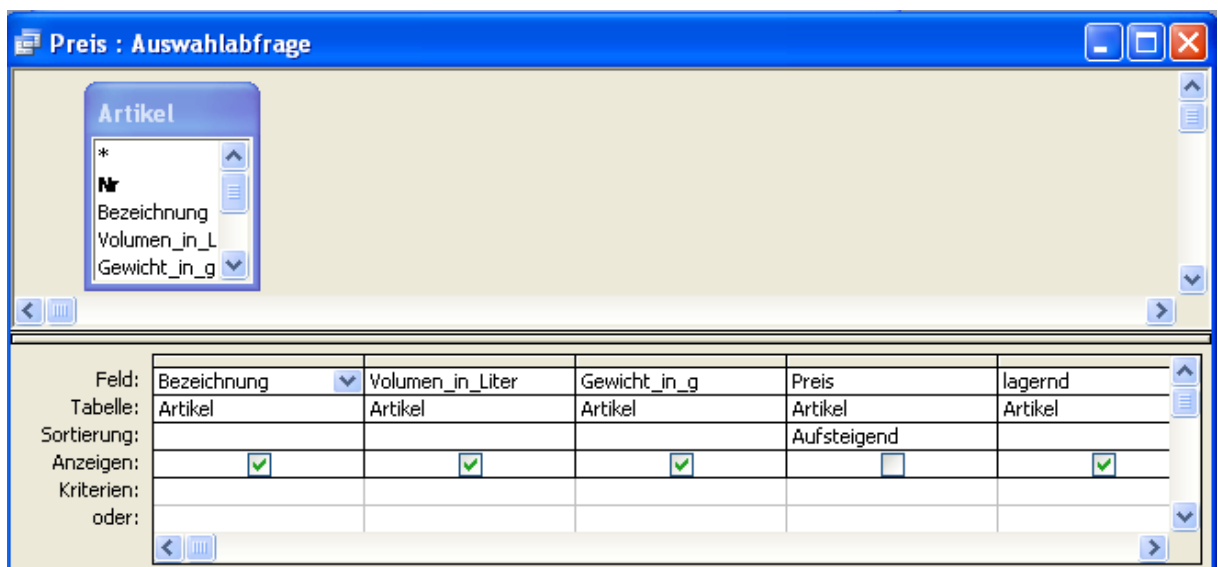 Preis : Auswahlabfrage
Artikel
*
Nr
Bezeichnung
Volumen_in_L
Gewicht_in_g
Feld: Bezeichnung Volumen_in_Liter Gewicht_in_g Preis lagernd
Tabelle: Artikel Artikel Artikel Artikel Artikel
Sortierung: Aufsteigend
Anzeigen:
Kriterien:
oder: